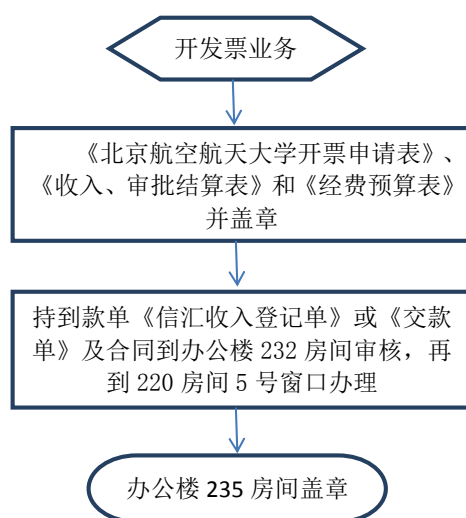 开发票业务
《北京航空航天大学开票申请表》、
《收入、审批结算表》和《经费预算表》
并盖章
持到款单《信汇收入登记单》或《交款
单》及合同到办公楼 232 房间审核，再
到 220 房间 5 号窗口办理
办公楼 235 房间盖章